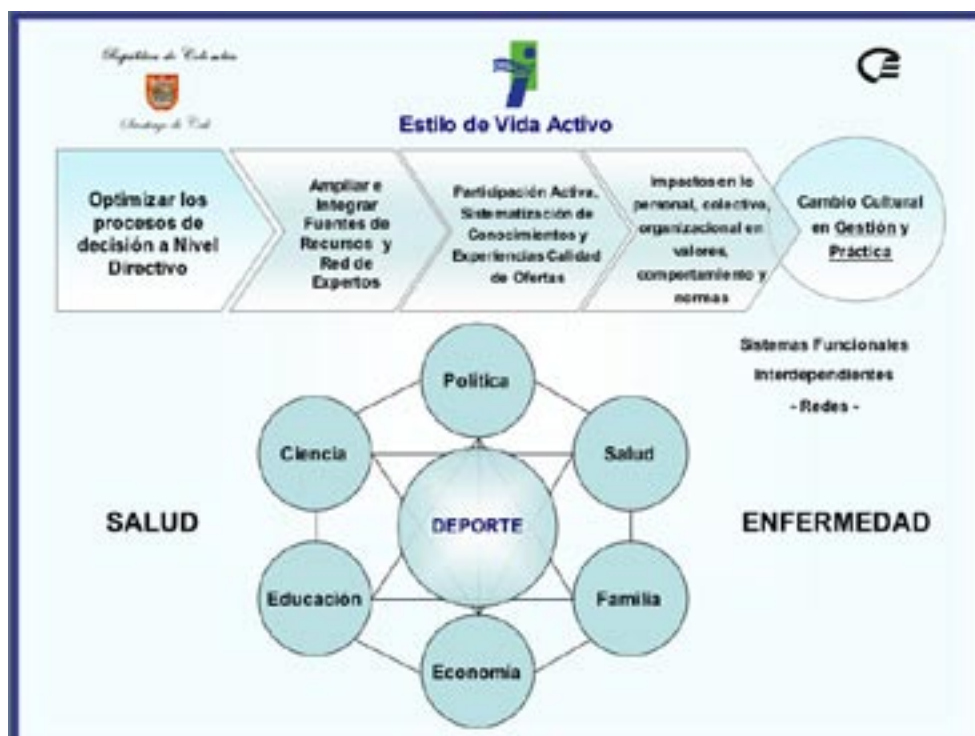 República de Colombia
Santiago de Cali
Estilo de Vida Activo
Optimizar los
procesos de
decisión a Nivel
Directivo
Ampliar e
Integrar
Fuentes de
Recursos y
Red de
Expertos
Participación Activa,
Sistematización de
Conocimientos y
Experiencias Calidad
de Ofertas
Impactos en lo
personal, colectivo,
organizacional en
valores,
comportamiento y
normas
Cambio Cultural
en Gestión y
Práctica
Sistemas Funcionales
Interdependientes
- Redes -
Política
Ciencia
Salud
SALUD
DEPORTE
ENFERMEDAD
Educación
Familia
Economía